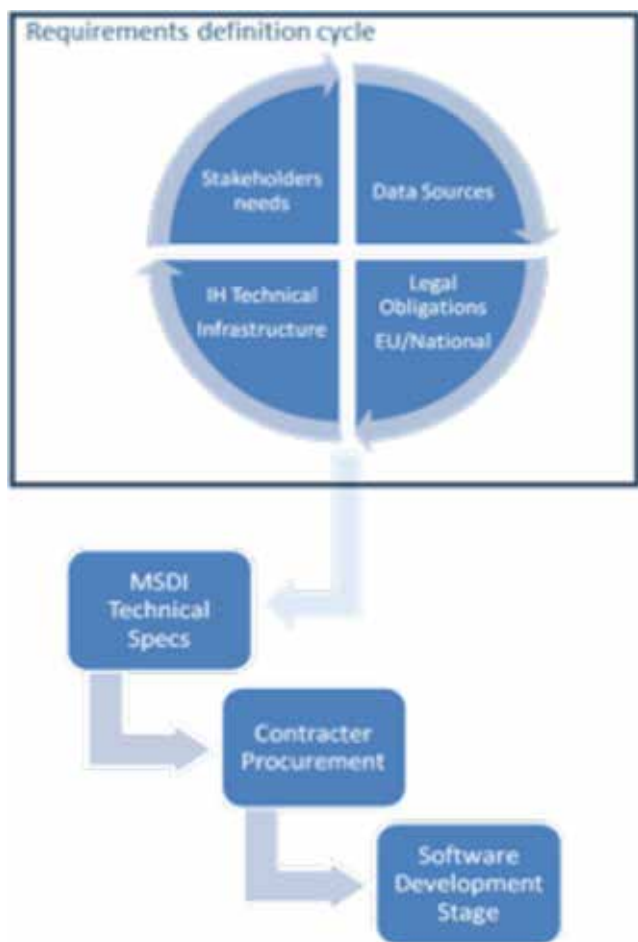 Requirements definition cycle
Stakeholders
needs
Data Sources
IH Technical
Infrastructure
Legal
Obligations
EU/National
MSDI
Technical
Specs
Contracter
Procurement
Software
Development
Stage